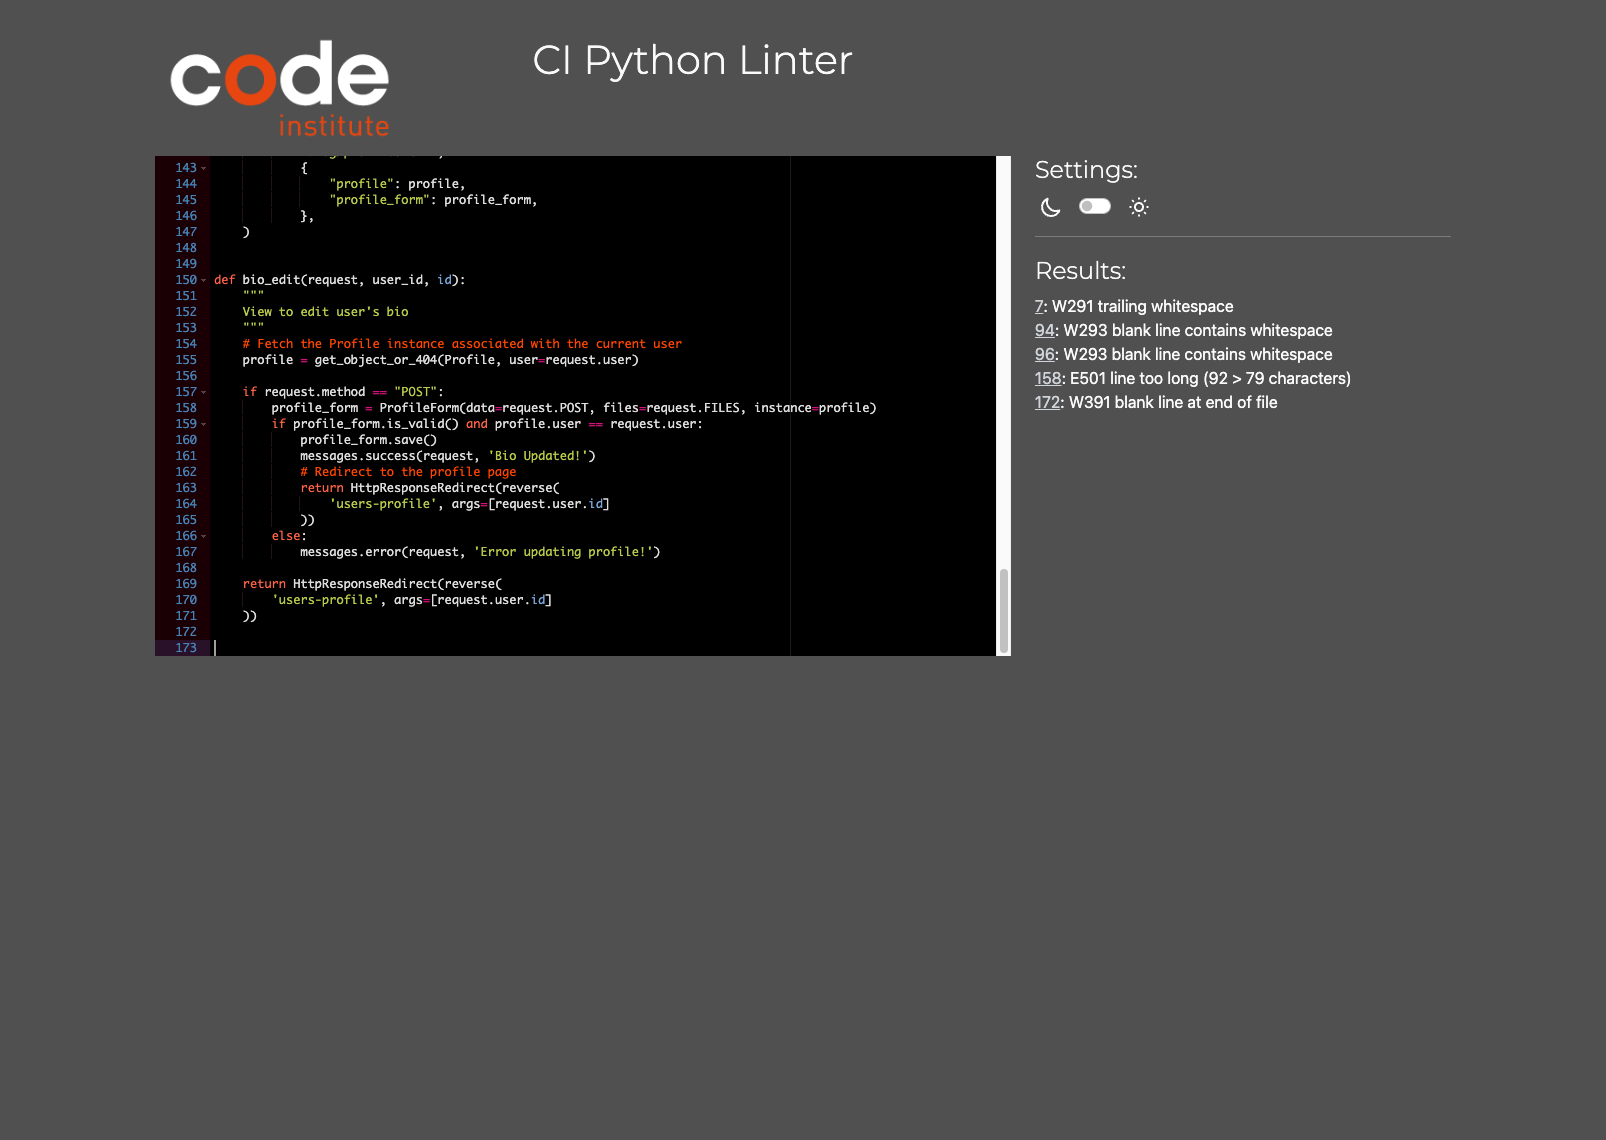 code
institute
CI Python Linter
143 {
144 "profile": profile,
145 "profile_form": profile_form,
146 },
147 )
148
149
150 def bio_edit(request, user_id, id):
151 """
152 View to edit user's bio
153 """
154 # Fetch the Profile instance associated with the current user
155 profile = get_object_or_404(Profile, user=request.user)
156
157 if request.method == "POST":
158 profile_form = ProfileForm(data=request.POST, files=request.FILES, instance=profile)
159 if profile_form.is_valid() and profile.user == request.user:
160 profile_form.save()
161 messages.success(request, 'Bio Updated!')
162 # Redirect to the profile page
163 return HttpResponseRedirect(reverse(
164 'users-profile', args=[request.user.id]
165 ))
166 else:
167 messages.error(request, 'Error updating profile!')
168
169 return HttpResponseRedirect(reverse(
170 'users-profile', args=[request.user.id]
171 ))
172
173
Settings:
Results:
7: W291 trailing whitespace
94: W293 blank line contains whitespace
96: W293 blank line contains whitespace
158: E501 line too long (92 > 79 characters)
172: W391 blank line at end of file